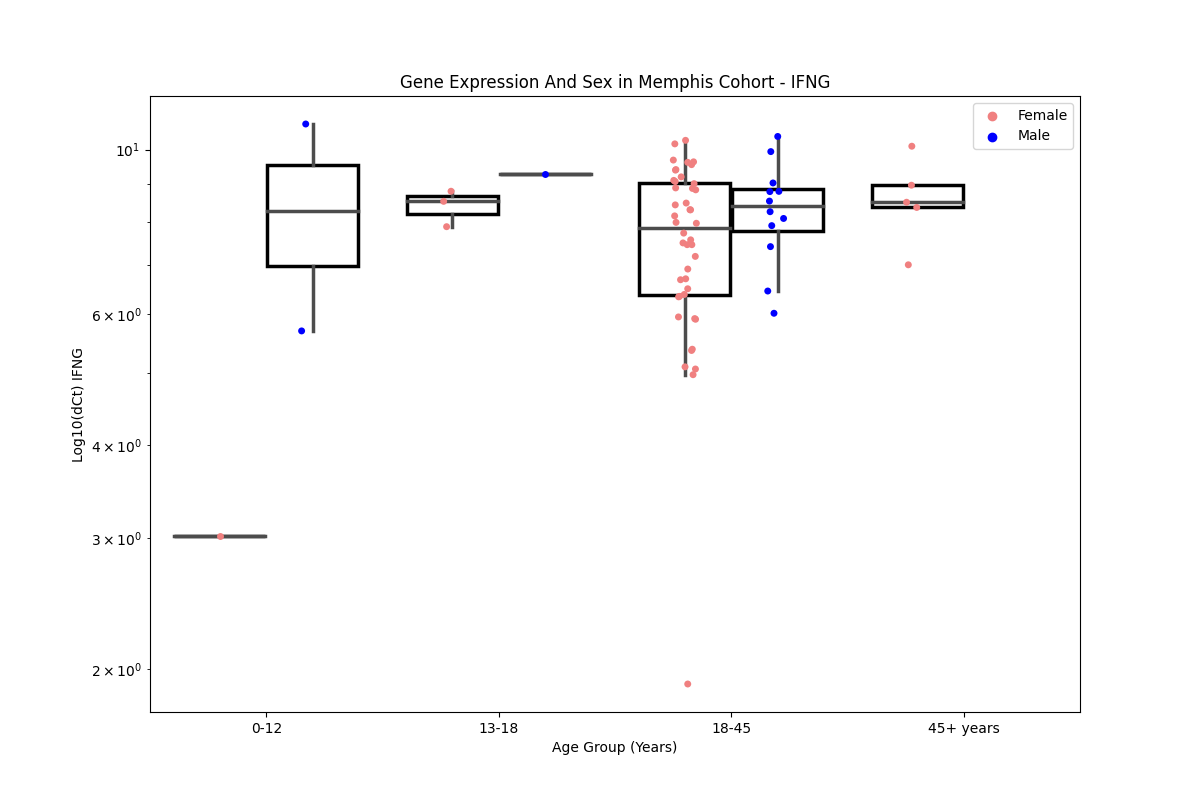 Gene Expression And Sex in Memphis Cohort - IFNG
Female
Male
Log10(dCt) IFNG
10¹
6 × 10⁰
4 × 10⁰
3 × 10⁰
2 × 10⁰
0-12
13-18
18-45
45+ years
Age Group (Years)